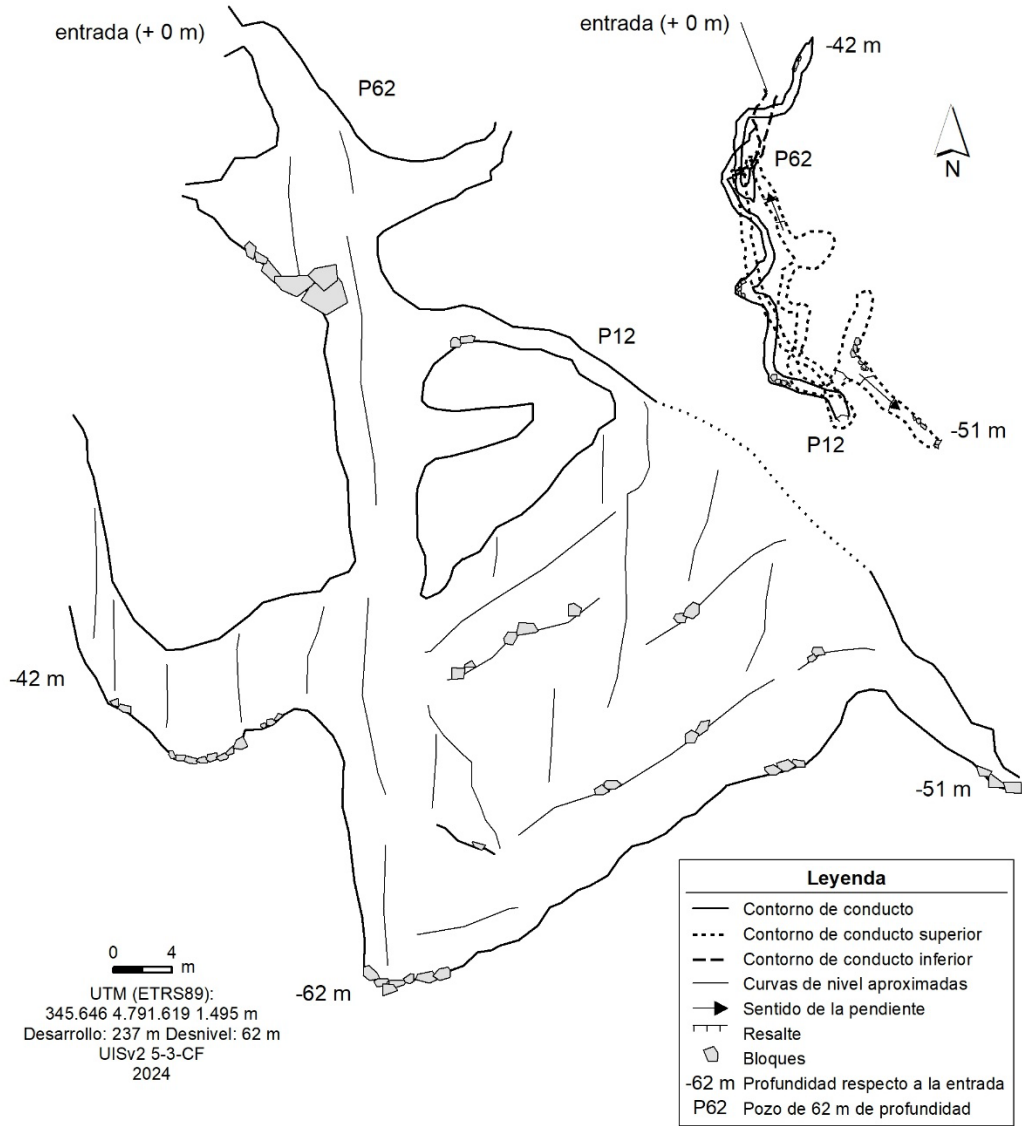 entrada (+ 0 m)
P62
entrada (+ 0 m)
-42 m
P62
N
P12
P12
-51 m
-42 m
-51 m
-62 m
0 4
m
UTM (ETRS89):
345.646 4.791.619 1.495 m
Desarrollo: 237 m Desnivel: 62 m
UISv2 5-3-CF
2024
Leyenda
Contorno de conducto
Contorno de conducto superior
Contorno de conducto inferior
Curvas de nivel aproximadas
Sentido de la pendiente
Resalte
Bloques
-62 m Profundidad respecto a la entrada
P62 Pozo de 62 m de profundidad